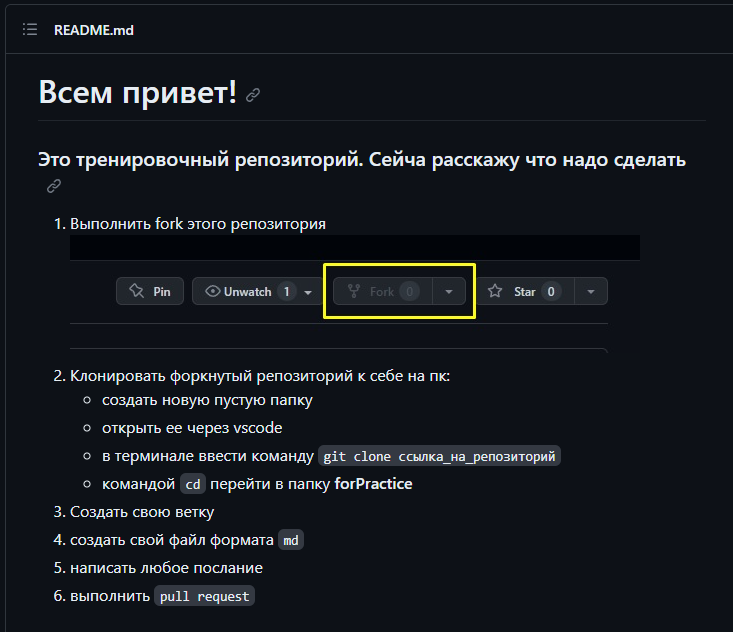 README.md
Всем привет!
Это тренировочный репозиторий. Сейча расскажу что надо сделать
1. Выполнить fork этого репозитория
Pin Unwatch 1 Fork 0 Star 0
2. Клонировать форкнутый репозиторий к себе на пк:
создать новую пустую папку
открыть ее через vscode
в терминале ввести команду git clone ссылка_на_репозиторий
командой cd перейти в папку forPractice
3. Создать свою ветку
4. создать свой файл формата md
5. написать любое послание
6. выполнить pull request